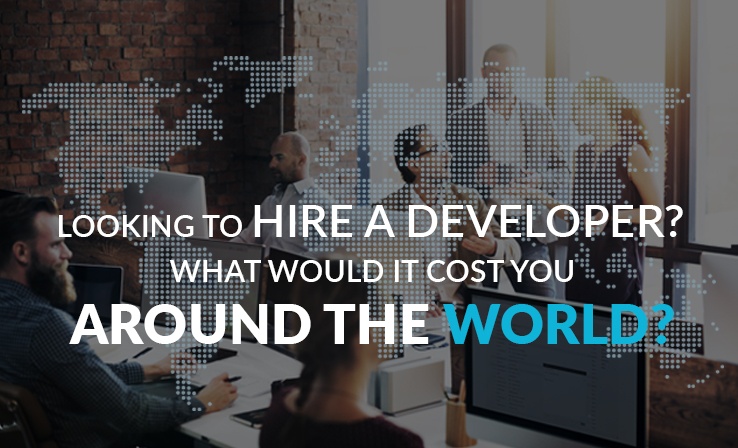 LOOKING TO HIRE A DEVELOPER?
WHAT WOULD IT COST YOU
AROUND THE WORLD?